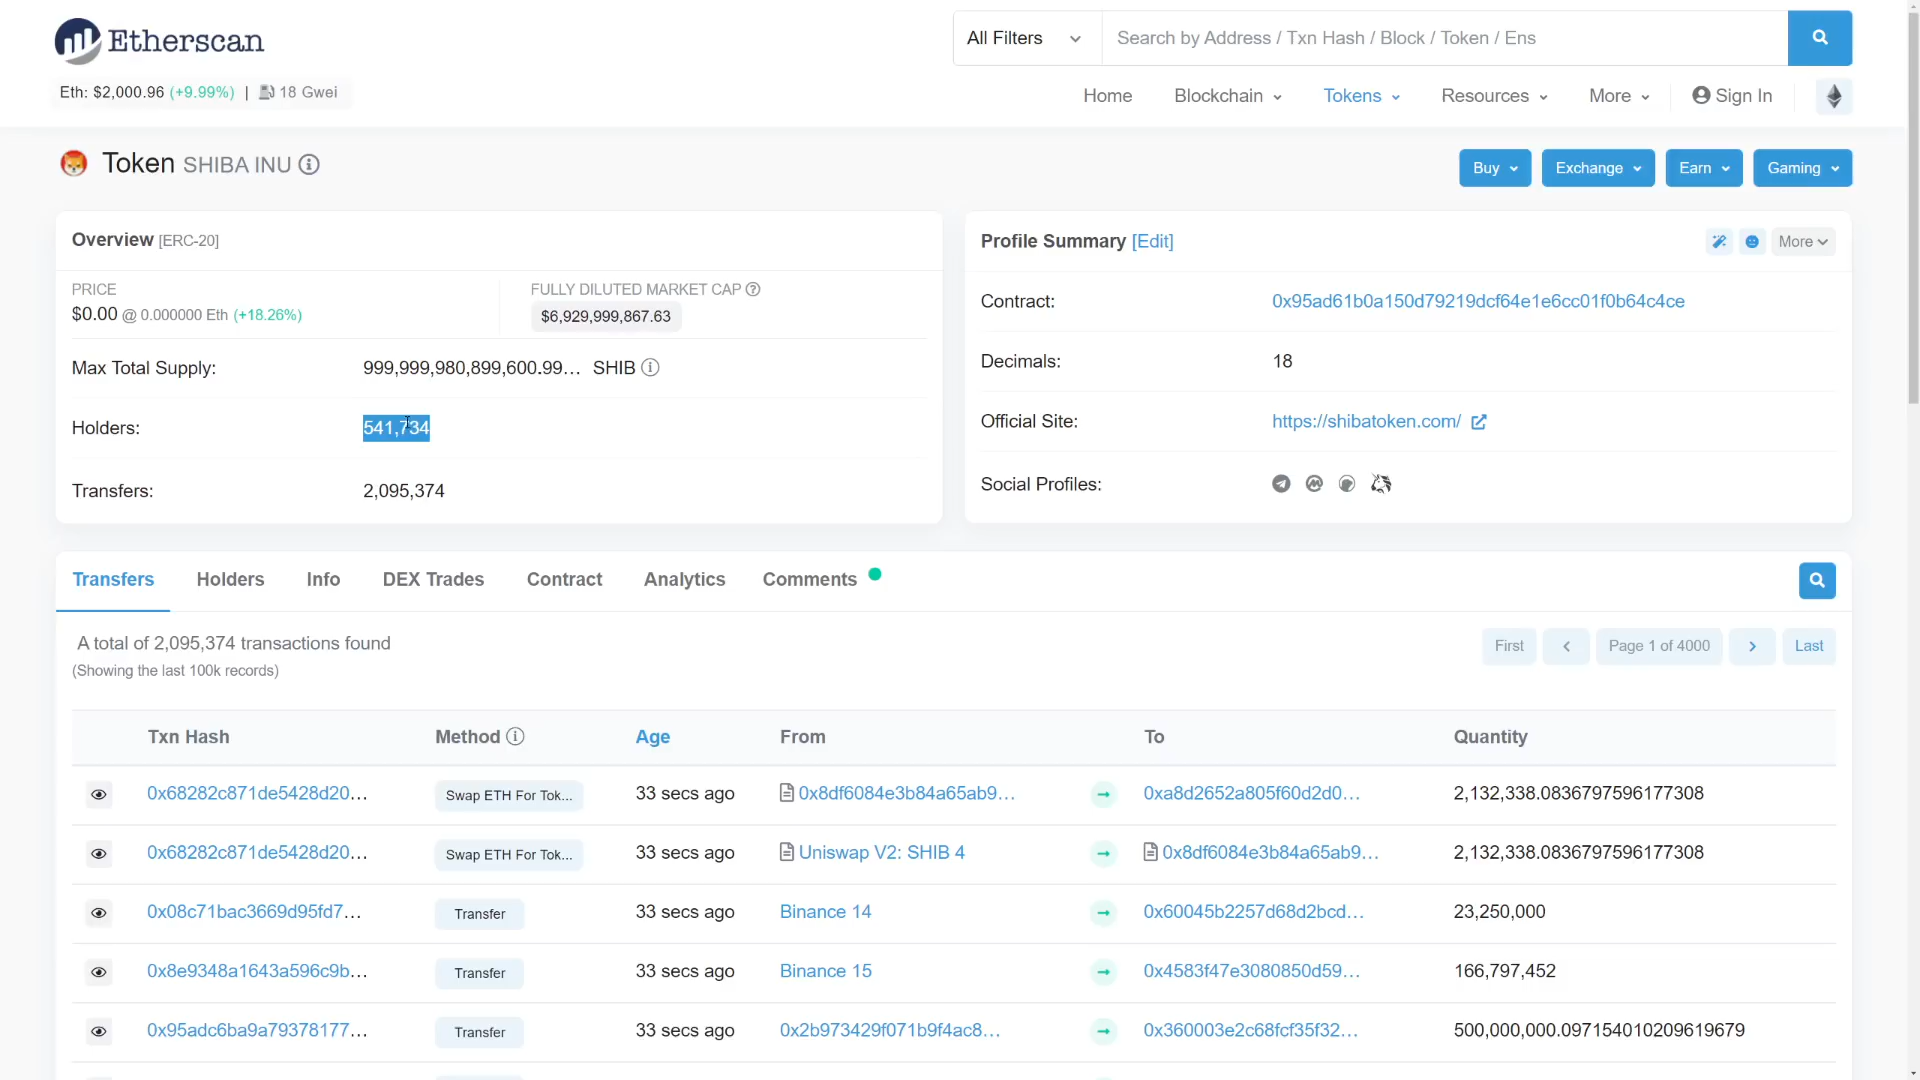 Etherscan
All Filters
Search by Address / Txn Hash / Block / Token / Ens
Eth: $2,000.96 (+9.99%) | 18 Gwei
Home Blockchain Tokens Resources More Sign In
Token SHIBA INU
Buy Exchange Earn Gaming
Overview [ERC-20]
PRICE
$0.00 @ 0.000000 Eth (+18.26%)
FULLY DILUTED MARKET CAP
$6,929,999,867.63
Max Total Supply: 999,999,980,899,600.99... SHIB
Holders: 541,734
Transfers: 2,095,374
Profile Summary [Edit]
More
Contract: 0x95ad61b0a150d79219dcf64e1e6cc01f0b64c4ce
Decimals: 18
Official Site: https://shibatoken.com/
Social Profiles:
Transfers Holders Info DEX Trades Contract Analytics Comments
A total of 2,095,374 transactions found
(Showing the last 100k records)
First Page 1 of 4000 Last
Txn Hash Method Age From To Quantity
0x68282c871de5428d20... Swap ETH For Tok... 33 secs ago 0x8df6084e3b84a65ab9... 0xa8d2652a805f60d2d0... 2,132,338.0836797596177308
0x68282c871de5428d20... Swap ETH For Tok... 33 secs ago Uniswap V2: SHIB 4 0x8df6084e3b84a65ab9... 2,132,338.0836797596177308
0x08c71bac3669d95fd7... Transfer 33 secs ago Binance 14 0x60045b2257d68d2bcd... 23,250,000
0x8e9348a1643a596c9b... Transfer 33 secs ago Binance 15 0x4583f47e3080850d59... 166,797,452
0x95adc6ba9a79378177... Transfer 33 secs ago 0x2b973429f071b9f4ac8... 0x360003e2c68fcf35f32... 500,000,000.097154010209619679